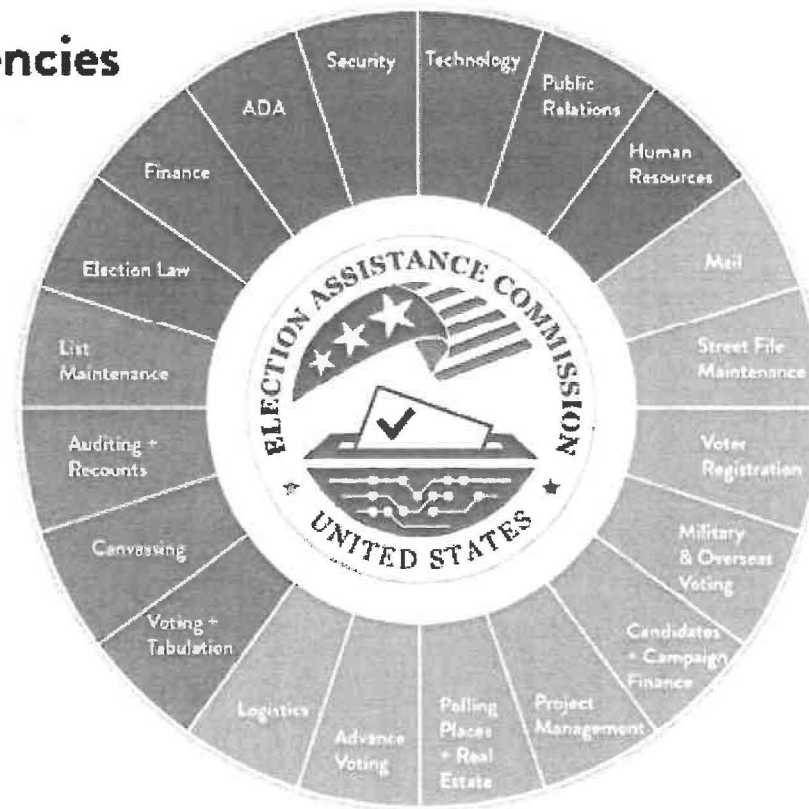 encies
Security
Technology
Public
Relations
Human
Resources
Mail
Street File
Maintenance
Voter
Registration
Military
& Overseas
Voting
Candidates
+ Campaign
Finance
Project
Management
Polling
Places
+ Real
Estate
Advance
Voting
Logistics
Voting +
Tabulation
Canvassing
Auditing +
Recounts
List
Maintenance
Election Law
Finance
ADA
ELECTION ASSISTANCE COMMISSION
★ UNITED STATES ★